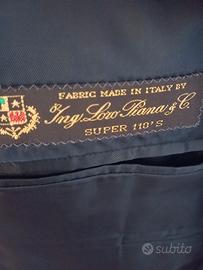 FABRIC MADE IN ITALY BY
Ing. Loro Piana & C.
SUPER 110'S
subito